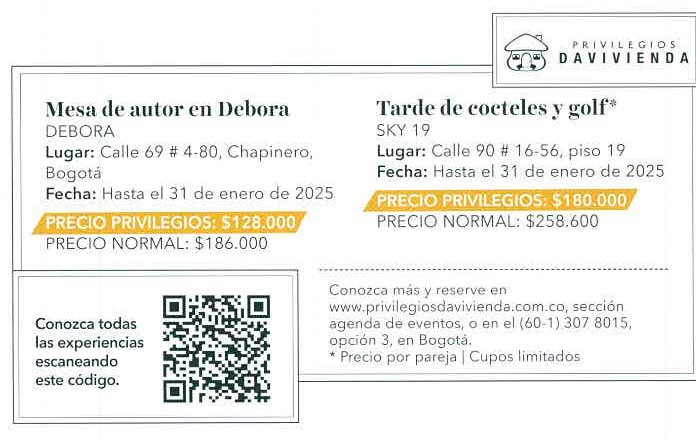 PRIVILEGIOS
DAVIVIENDA
Mesa de autor en Debora
DEBORA
Lugar: Calle 69 # 4-80, Chapinero,
Bogotá
Fecha: Hasta el 31 de enero de 2025
PRECIO PRIVILEGIOS: $128.000
PRECIO NORMAL: $186.000
Tarde de cocteles y golf*
SKY 19
Lugar: Calle 90 # 16-56, piso 19
Fecha: Hasta el 31 de enero de 2025
PRECIO PRIVILEGIOS: $180.000
PRECIO NORMAL: $258.600
Conozca todas
las experiencias
escaneando
este código.
Conozca más y reserve en
www.privilegiosdavivienda.com.co, sección
agenda de eventos, o en el (60-1) 307 8015,
opción 3, en Bogotá.
* Precio por pareja | Cupos limitados